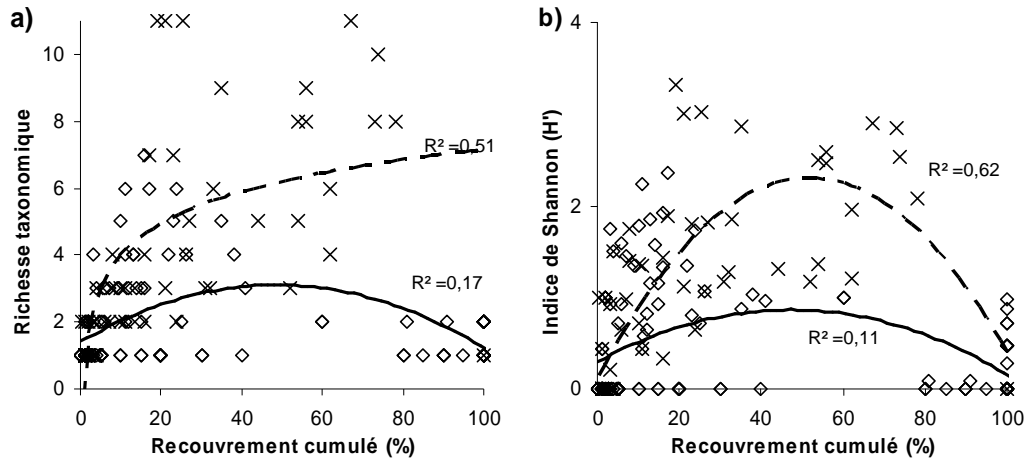 a)
Richesse taxonomique
10
8
6
4
2
0
R² =0,51
R² =0,17
0 20 40 60 80 100
Recouvrement cumulé (%)
b)
Indice de Shannon (H')
4
2
0
R² =0,62
R² =0,11
0 20 40 60 80 100
Recouvrement cumulé (%)